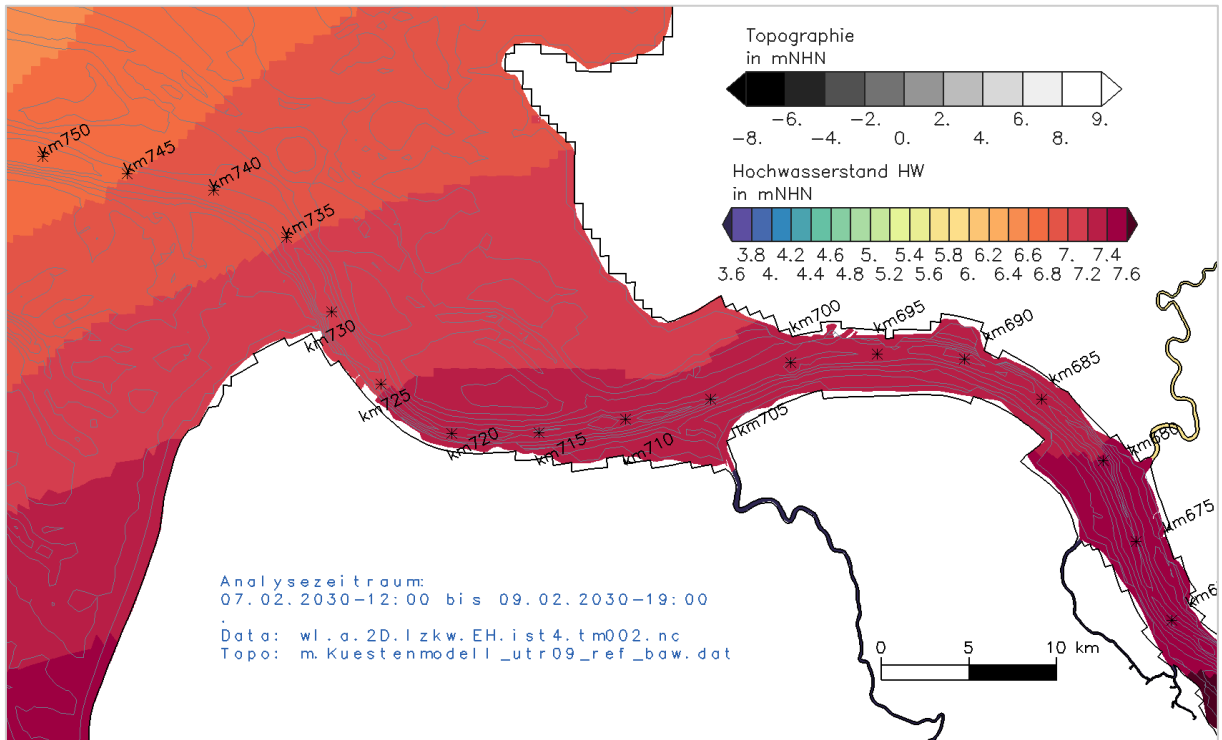 Topographie
in mNHN
-6. -2. 2. 6. 9.
-8. -4. 0. 4. 8.
Hochwasserstand HW
in mNHN
3.8 4.2 4.6 5. 5.4 5.8 6.2 6.6 7. 7.4
3.6 4. 4.4 4.8 5.2 5.6 6. 6.4 6.8 7.2 7.6
km750
km745
km740
km735
km730
km725
km720
km715
km710
km705
km700
km695
km690
km685
km680
km675
Analysezeitraum:
07.02.2030-12:00 bis 09.02.2030-19:00
.
Data: wl.a.2D.lzkw.EH.ist4.tm002.nc
Topo: m.Kuestenmodell_utr09_ref_baw.dat
0 5 10 km